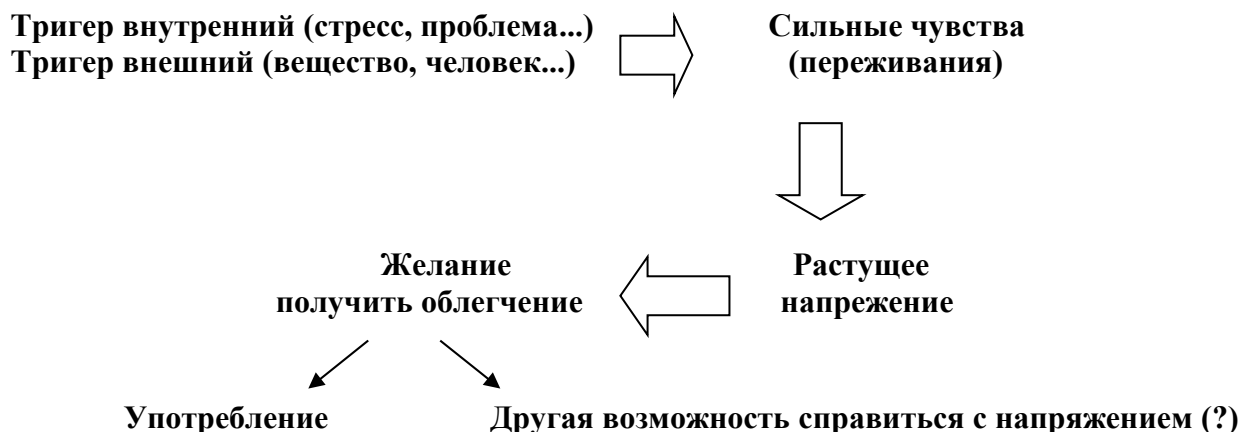 Тригер внутренний (стресс, проблема...)
Тригер внешний (вещество, человек...)
Сильные чувства
(переживания)
Растущее
напрежение
Желание
получить облегчение
Употребление
Другая возможность справиться с напряжением (?)